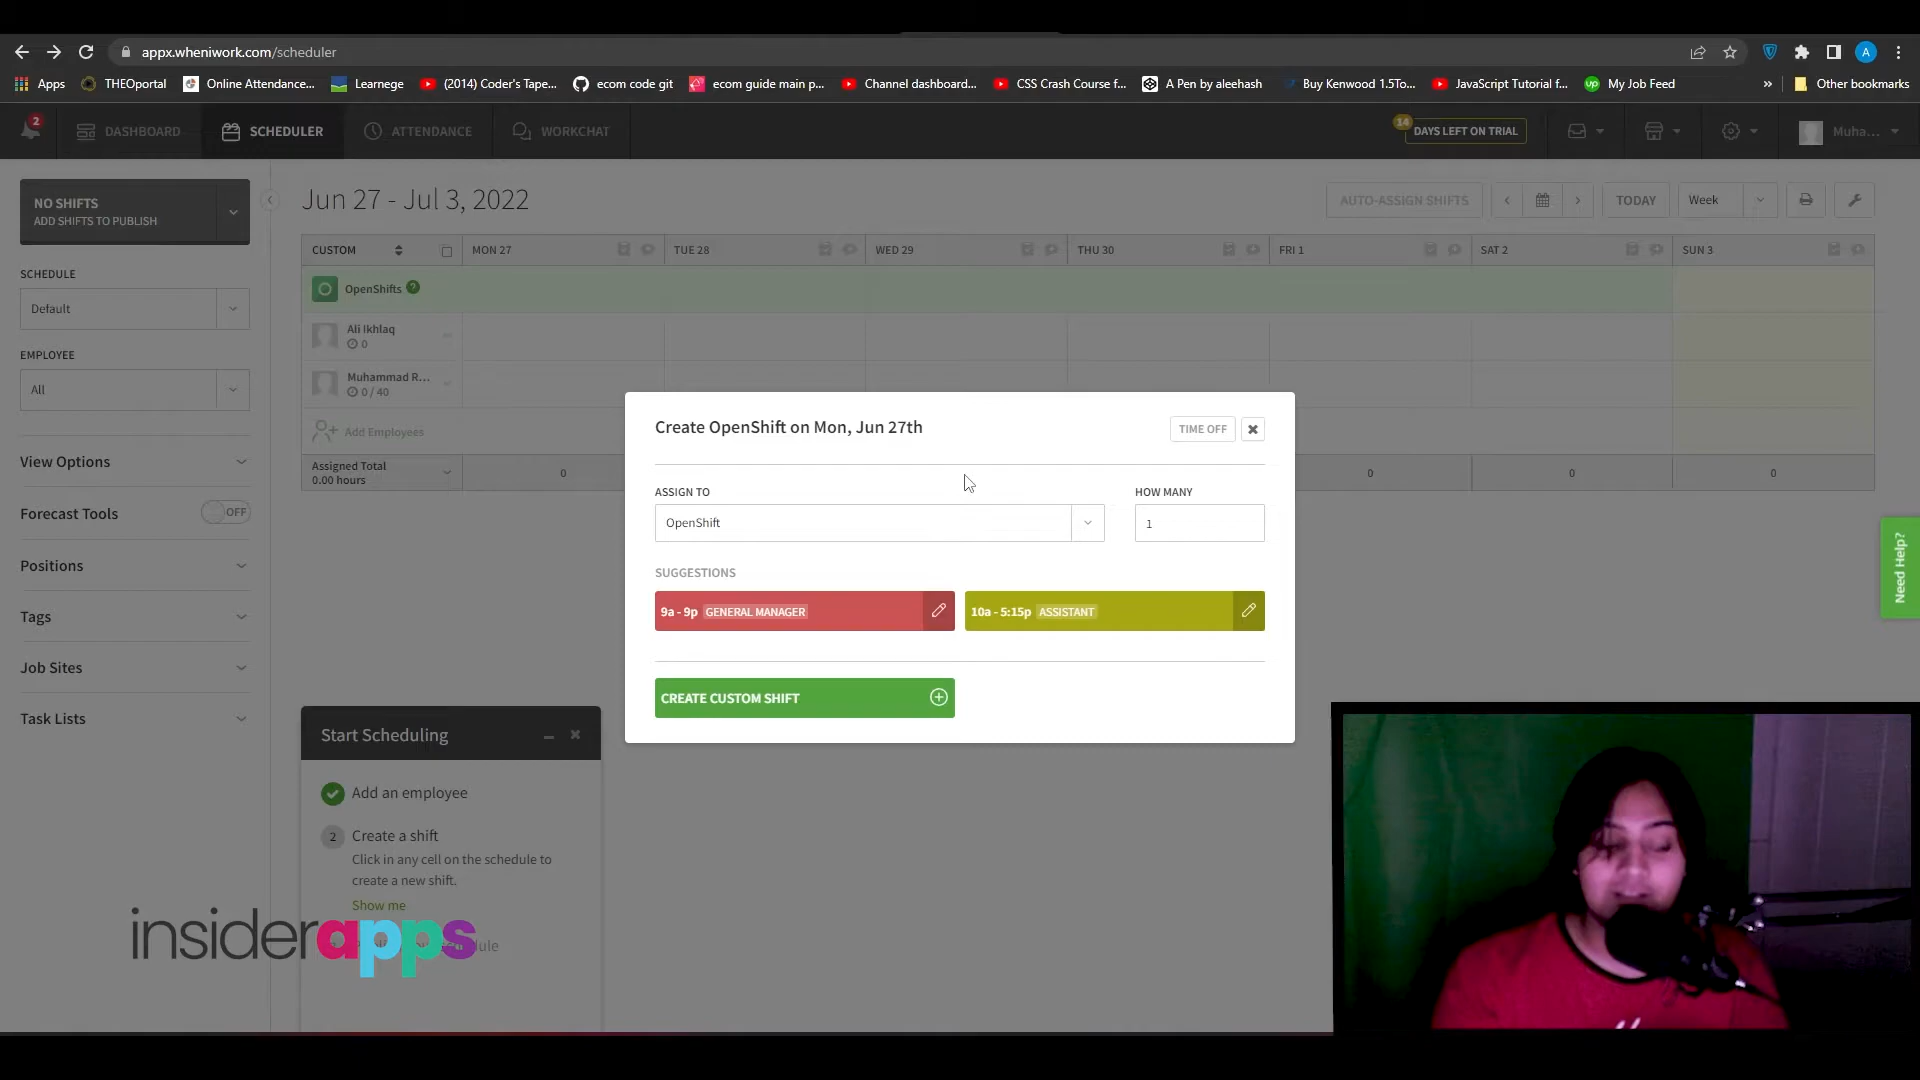 appx.wheniwork.com/scheduler
A
Apps
THEOportal
Online Attendance...
Learnege
(2014) Coder's Tape...
ecom code git
ecom guide main p...
Channel dashboard...
CSS Crash Course f...
A Pen by aleehash
Buy Kenwood 1.5To...
JavaScript Tutorial f...
up
My Job Feed
»
Other bookmarks
2
DASHBOARD
SCHEDULER
ATTENDANCE
WORKCHAT
14
DAYS LEFT ON TRIAL
Muha...
NO SHIFTS
ADD SHIFTS TO PUBLISH
Jun 27 - Jul 3, 2022
AUTO-ASSIGN SHIFTS
TODAY
Week
SCHEDULE
Default
EMPLOYEE
All
View Options
Forecast Tools
OFF
Positions
Tags
Job Sites
Task Lists
CUSTOM
MON 27
TUE 28
WED 29
THU 30
FRI 1
SAT 2
SUN 3
OpenShifts
?
Ali Ikhlaq
0
Muhammad R...
0 / 40
Add Employees
Assigned Total
0.00 hours
0
0
0
0
Create OpenShift on Mon, Jun 27th
TIME OFF
ASSIGN TO
HOW MANY
OpenShift
1
SUGGESTIONS
9a - 9p GENERAL MANAGER
10a - 5:15p ASSISTANT
CREATE CUSTOM SHIFT
Need Help?
Start Scheduling
Add an employee
2
Create a shift
Click in any cell on the schedule to
create a new shift.
Show me
insiderapps